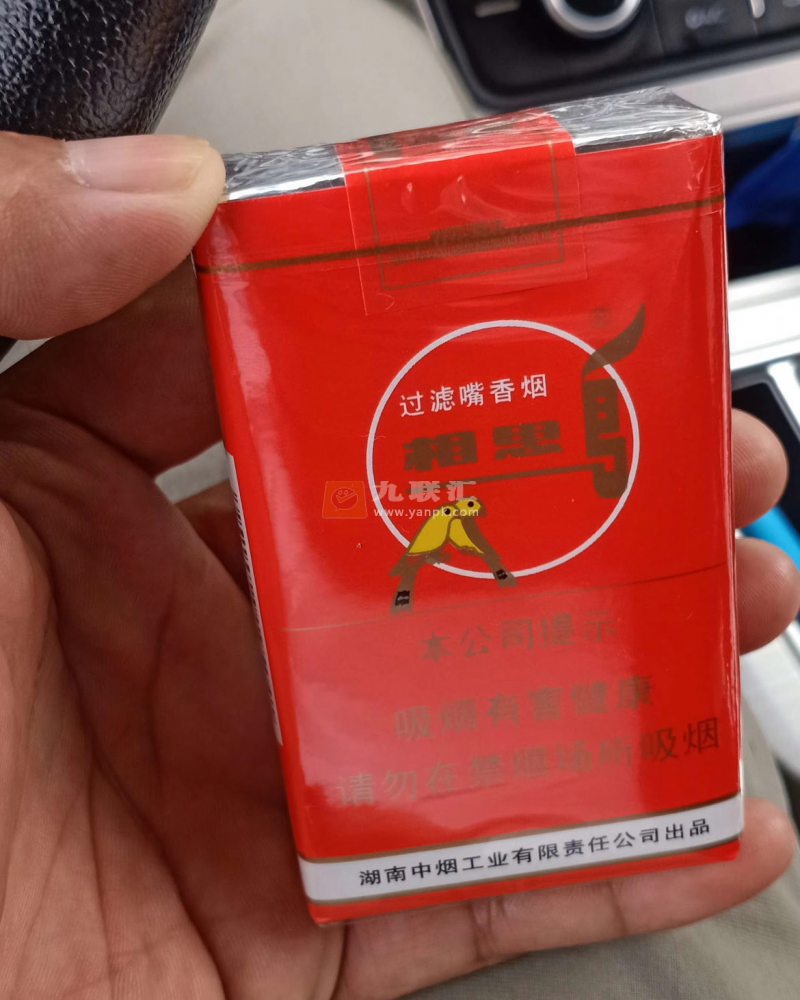 过滤嘴香烟
相思鸟
九联汇
www.yanpk.com
本公司提示
吸烟有害健康
请勿在禁烟场所吸烟
湖南中烟工业有限责任公司出品